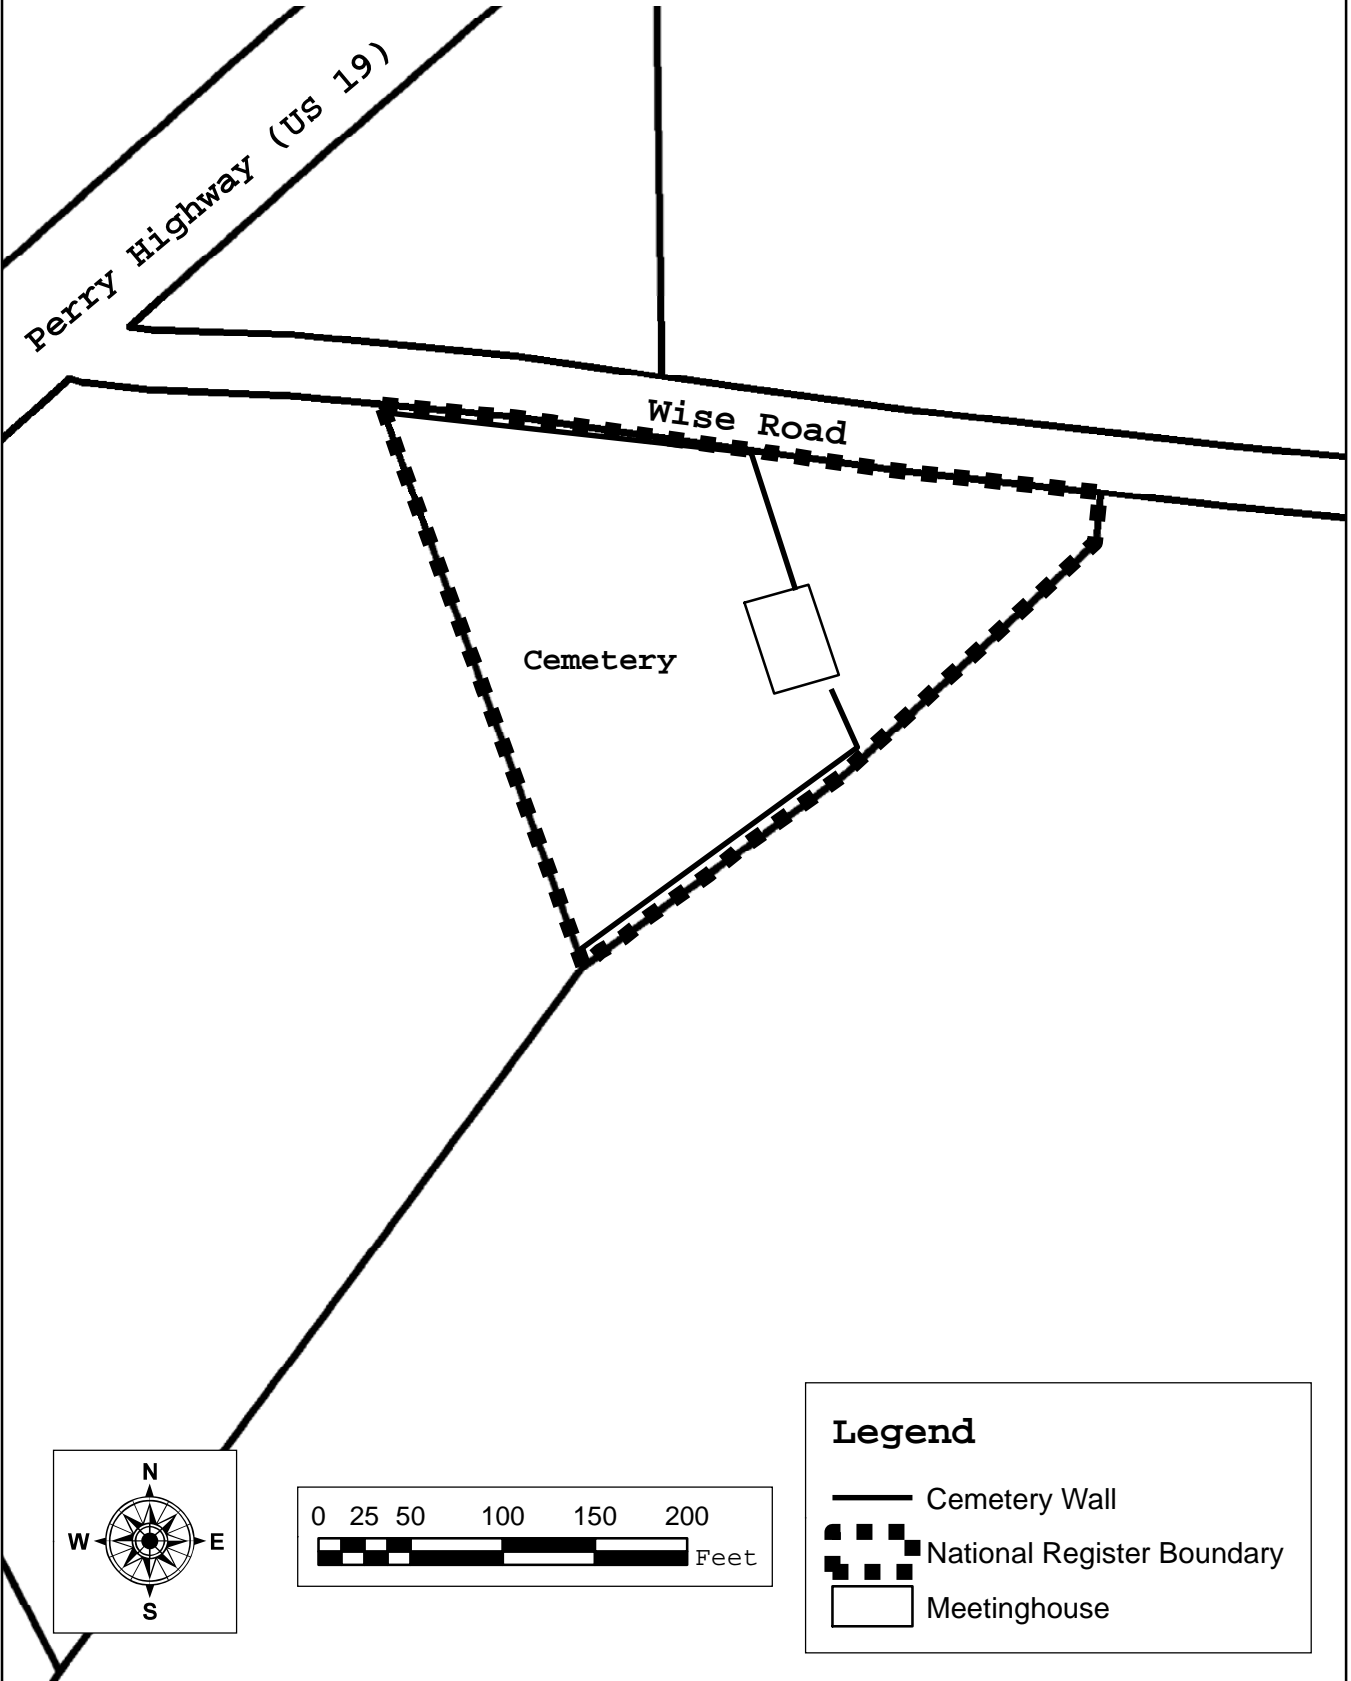 Perry Highway (US 19)
Wise Road
Cemetery
Legend
Cemetery Wall
National Register Boundary
Meetinghouse
N
W E
S
0 25 50 100 150 200
Feet